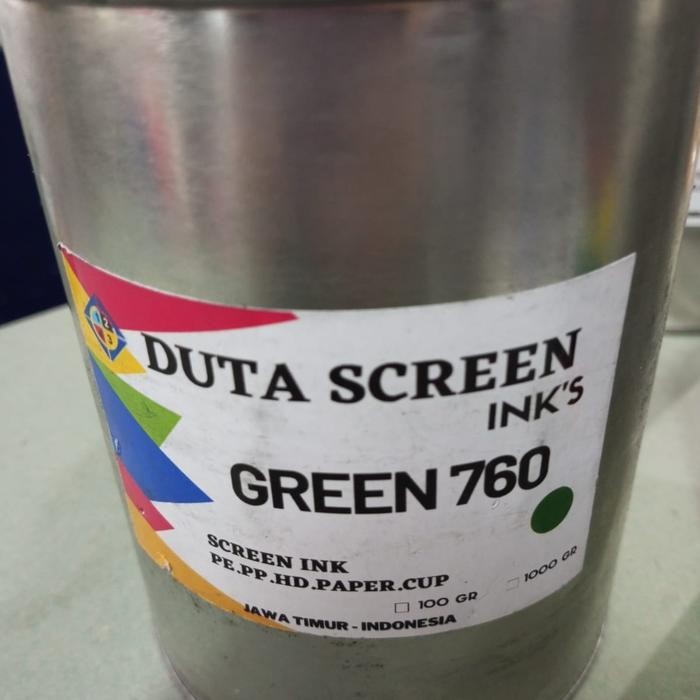 DUTA SCREEN
INK'S
GREEN 760
SCREEN INK
PE.PP.HD.PAPER.CUP
100 GR
1000 GR
JAWA TIMUR - INDONESIA